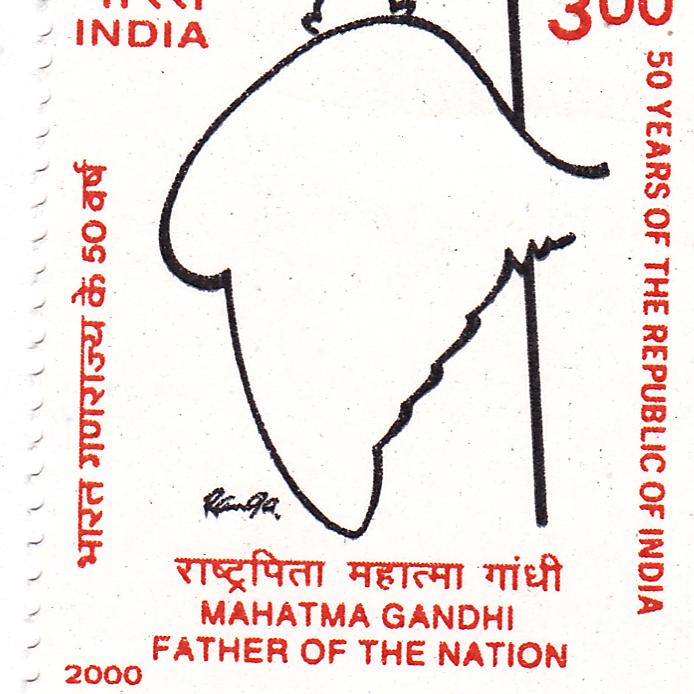 भारत
INDIA
3.00
भारत गणराज्य के 50 वर्ष
50 YEARS OF THE REPUBLIC OF INDIA
Ranga.
राष्ट्रपिता महात्मा गांधी
MAHATMA GANDHI
FATHER OF THE NATION
2000